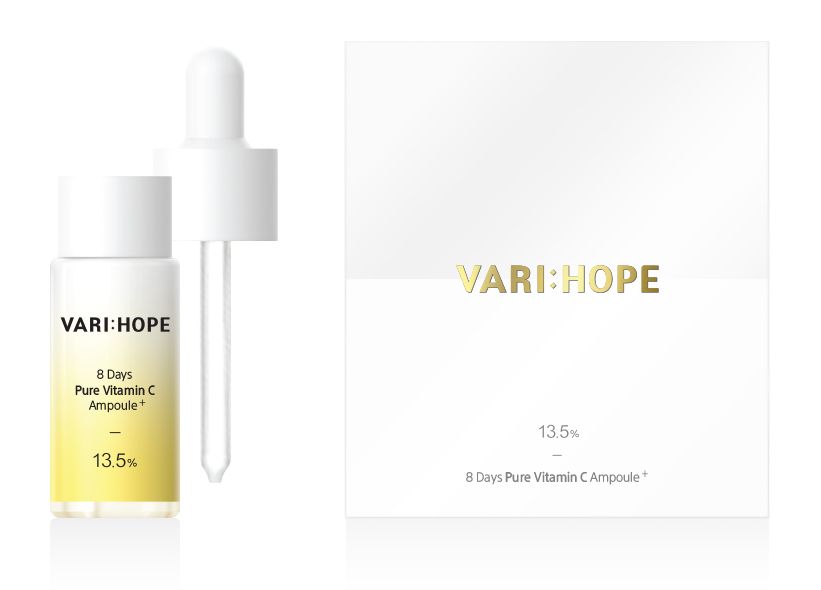 VARI:HOPE
8 Days
Pure Vitamin C
Ampoule+
–
13.5%
VARI:HOPE
13.5%
–
8 Days Pure Vitamin C Ampoule+